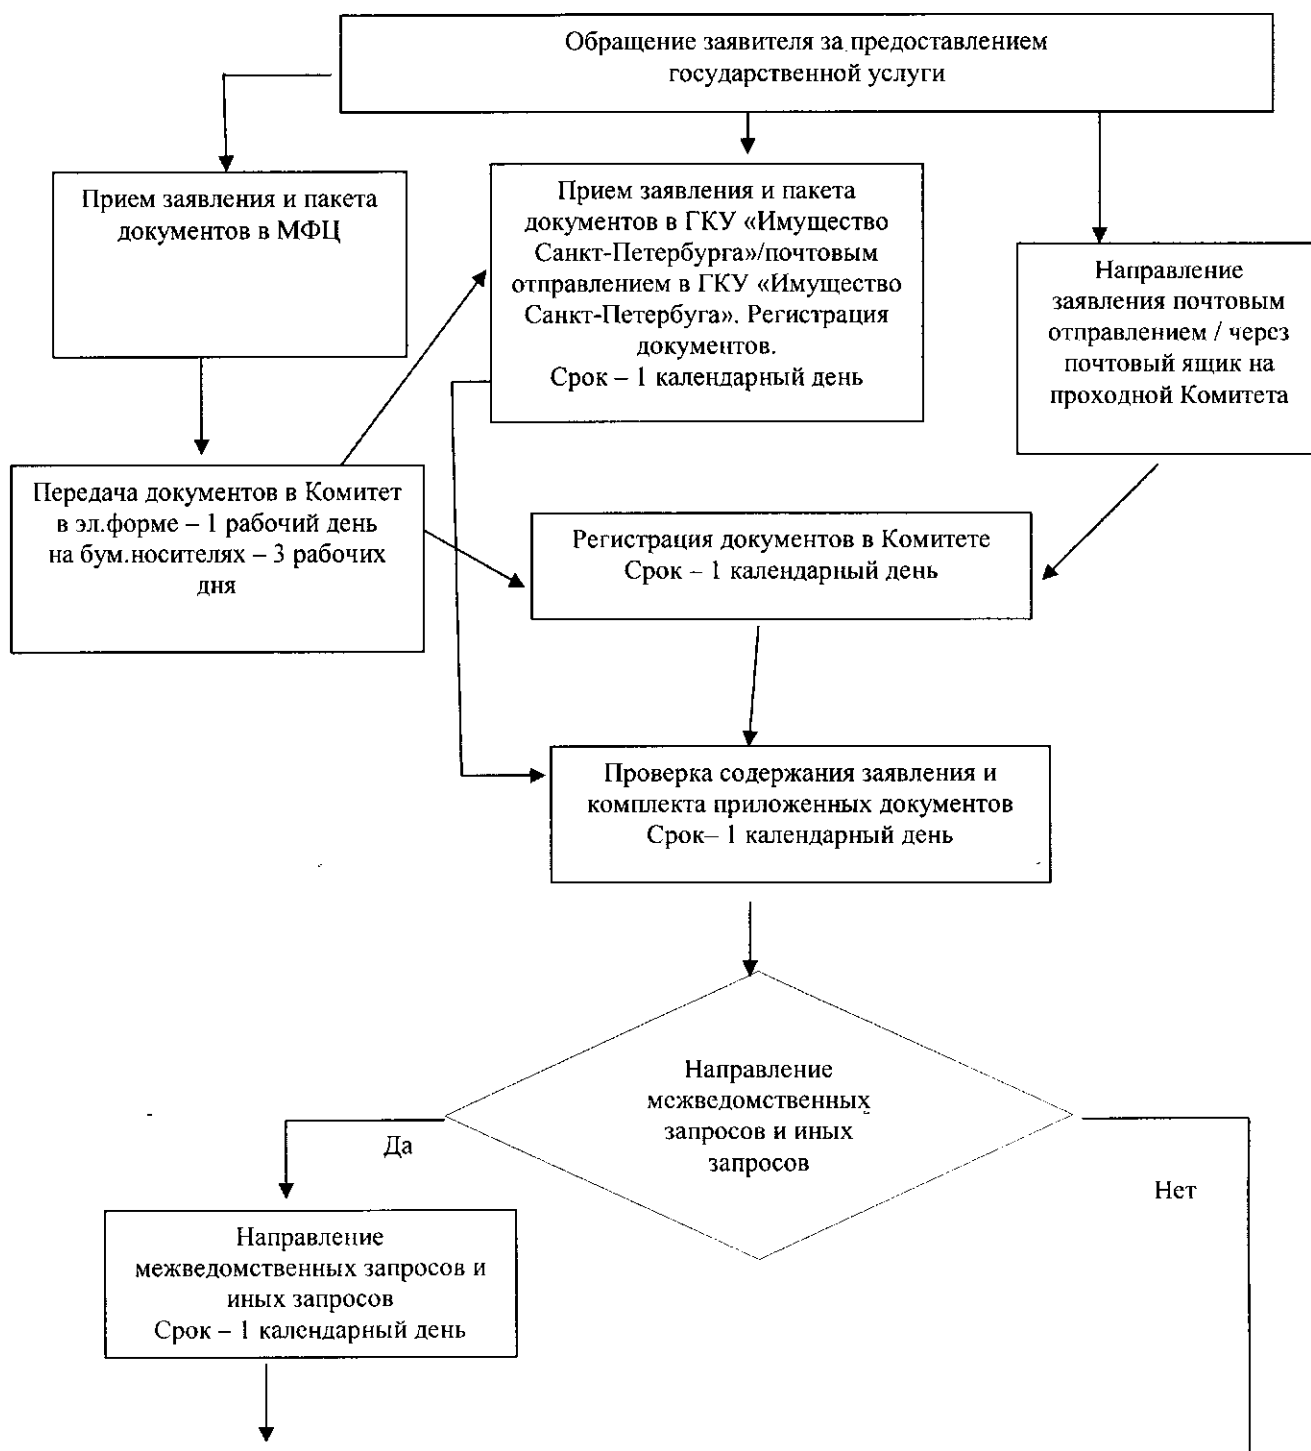 Обращение заявителя за предоставлением
государственной услуги
Прием заявления и пакета
документов в МФЦ
Прием заявления и пакета
документов в ГКУ «Имущество
Санкт-Петербурга»/почтовым
отправлением в ГКУ «Имущество
Санкт-Петербуга». Регистрация
документов.
Срок – 1 календарный день
Направление
заявления почтовым
отправлением / через
почтовый ящик на
проходной Комитета
Передача документов в Комитет
в эл.форме – 1 рабочий день
на бум.носителях – 3 рабочих
дня
Регистрация документов в Комитете
Срок – 1 календарный день
Проверка содержания заявления и
комплекта приложенных документов
Срок– 1 календарный день
Направление
межведомственных
запросов и иных
запросов
Да
Нет
Направление
межведомственных запросов и
иных запросов
Срок – 1 календарный день